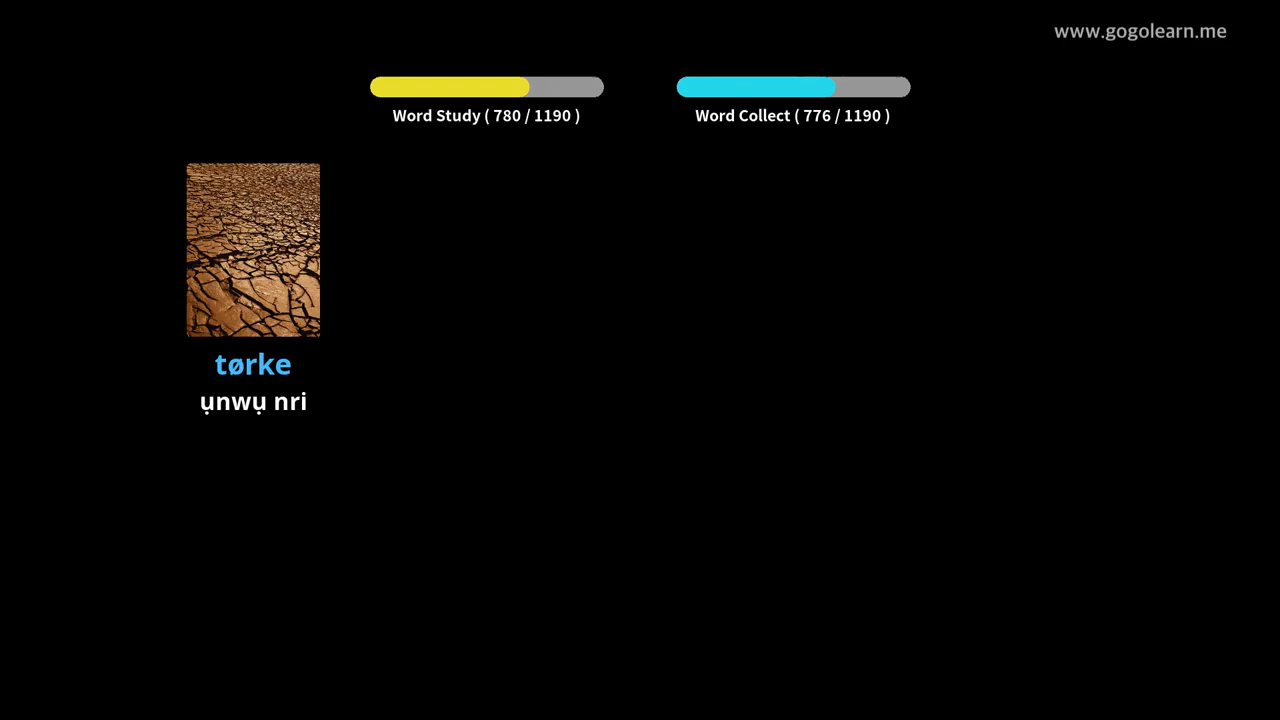 www.gogolearn.me
Word Study ( 780 / 1190 )
Word Collect ( 776 / 1190 )
tørke
ụnwụ nri